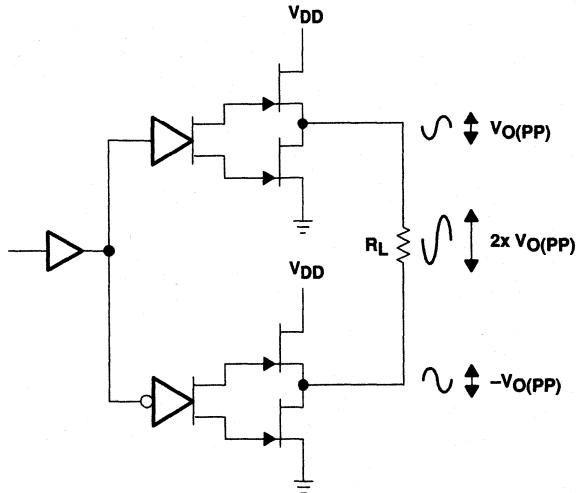 VDD
VO(PP)
RL
2x VO(PP)
VDD
–VO(PP)